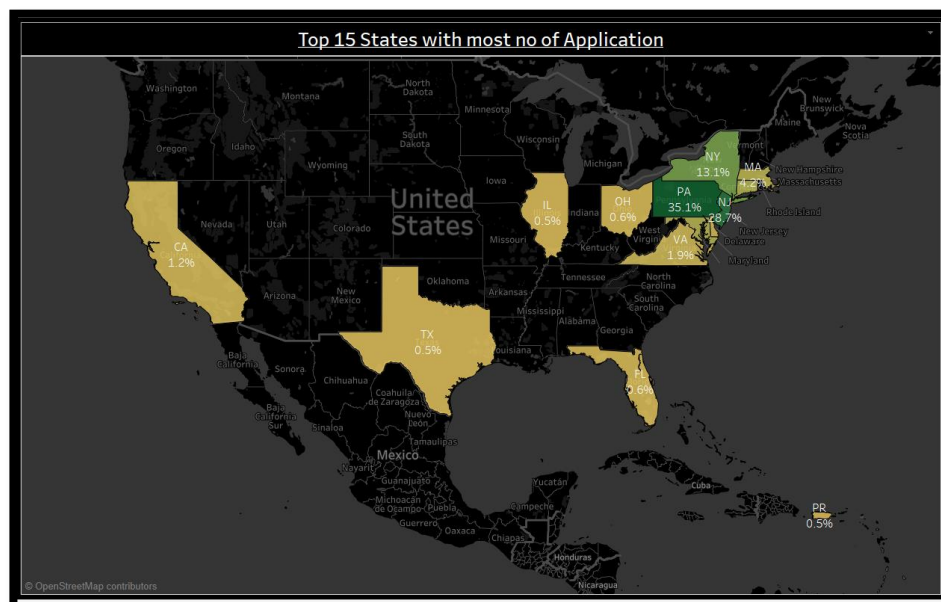 Top 15 States with most no of Application
Washington
Montana
North
Dakota
Minnesota
New
Brunswick
Maine
Nova
Scotia
Oregon
Idaho
South
Dakota
Wisconsin
Vermont
Wyoming
Michigan
NY
13.1%
MA
4.2%
New Hampshire
Massachusetts
Iowa
United
States
PA
35.1%
NJ
28.7%
Rhode Island
IL
0.5%
Indiana
OH
0.6%
Nevada
Utah
Colorado
Missouri
Kentucky
West
Virginia
VA
1.9%
New Jersey
Delaware
Maryland
CA
1.2%
Oklahoma
Tennessee
North
Carolina
Arizona
New
Mexico
Arkansas
South
Carolina
Mississippi
Alabama
Georgia
TX
0.5%
Louisiana
Baja
California
Sonora
Chihuahua
Coahuila
de Zaragoza
FL
0.6%
Baja
California
Sur
Sinaloa
Nuevo
León
Tamaulipas
Mexico
Nayarit
Guanajuato
Yucatán
Cuba
Michoacán
de Ocampo
Puebla
Campeche
PR
0.5%
Guerrero
Oaxaca
Chiapas
Honduras
Nicaragua
© OpenStreetMap contributors